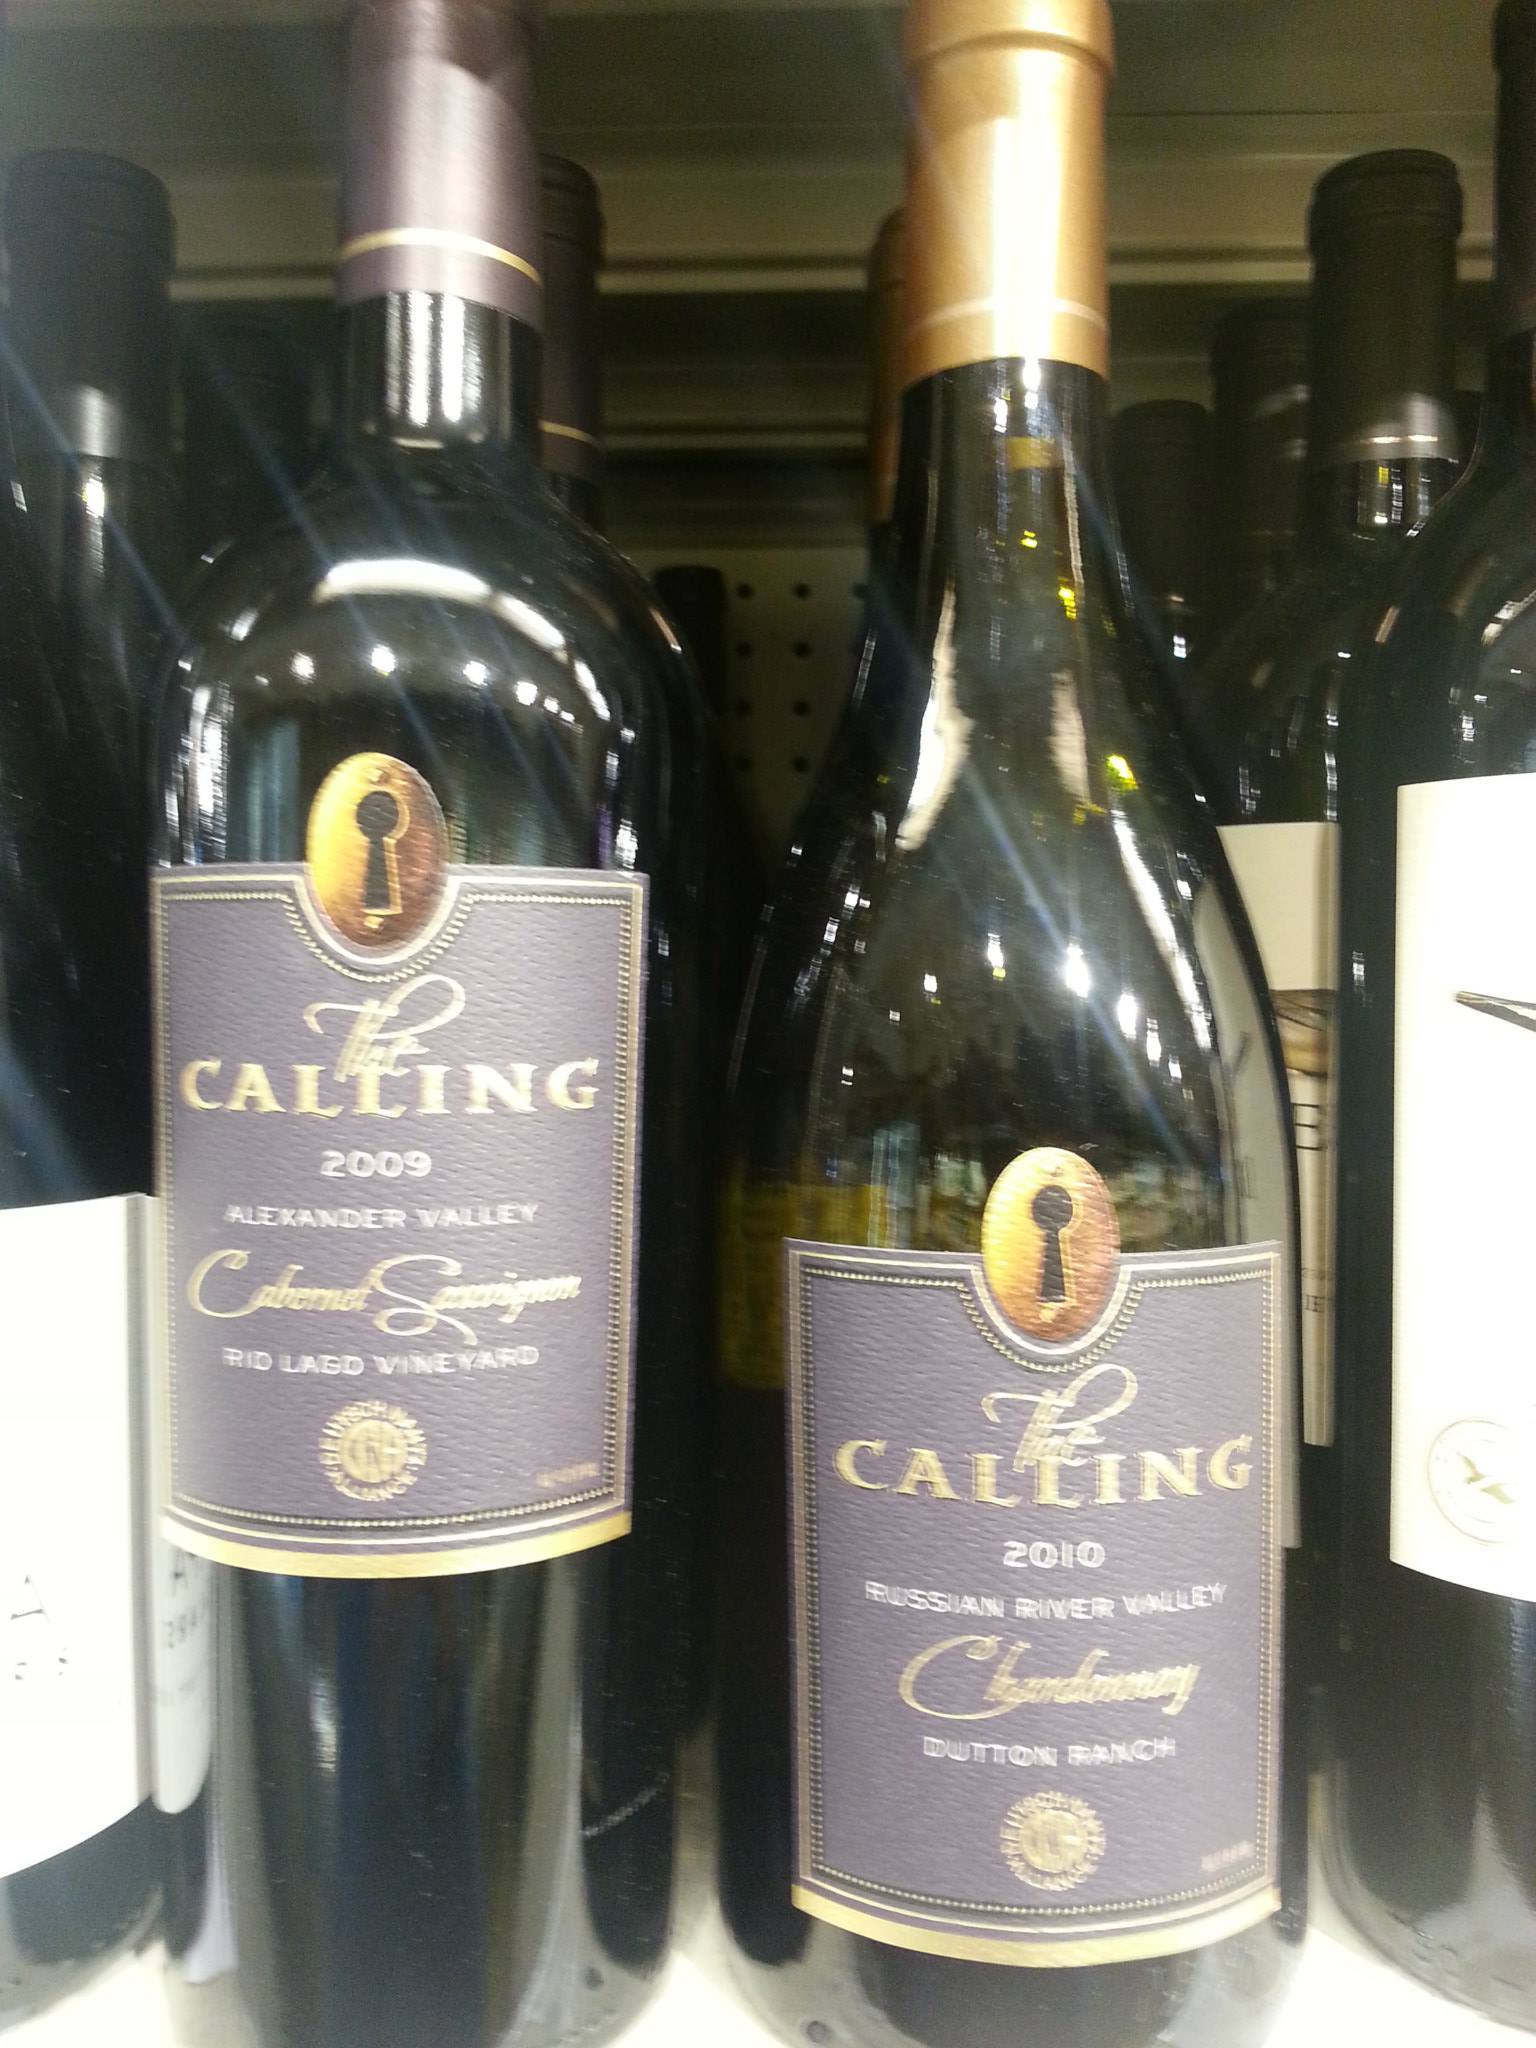 The
CALLING
2009
ALEXANDER VALLEY
Cabernet Sauvignon
RIO LAGO VINEYARD
The
CALLING
2010
RUSSIAN RIVER VALLEY
Chardonnay
DUTTON RANCH